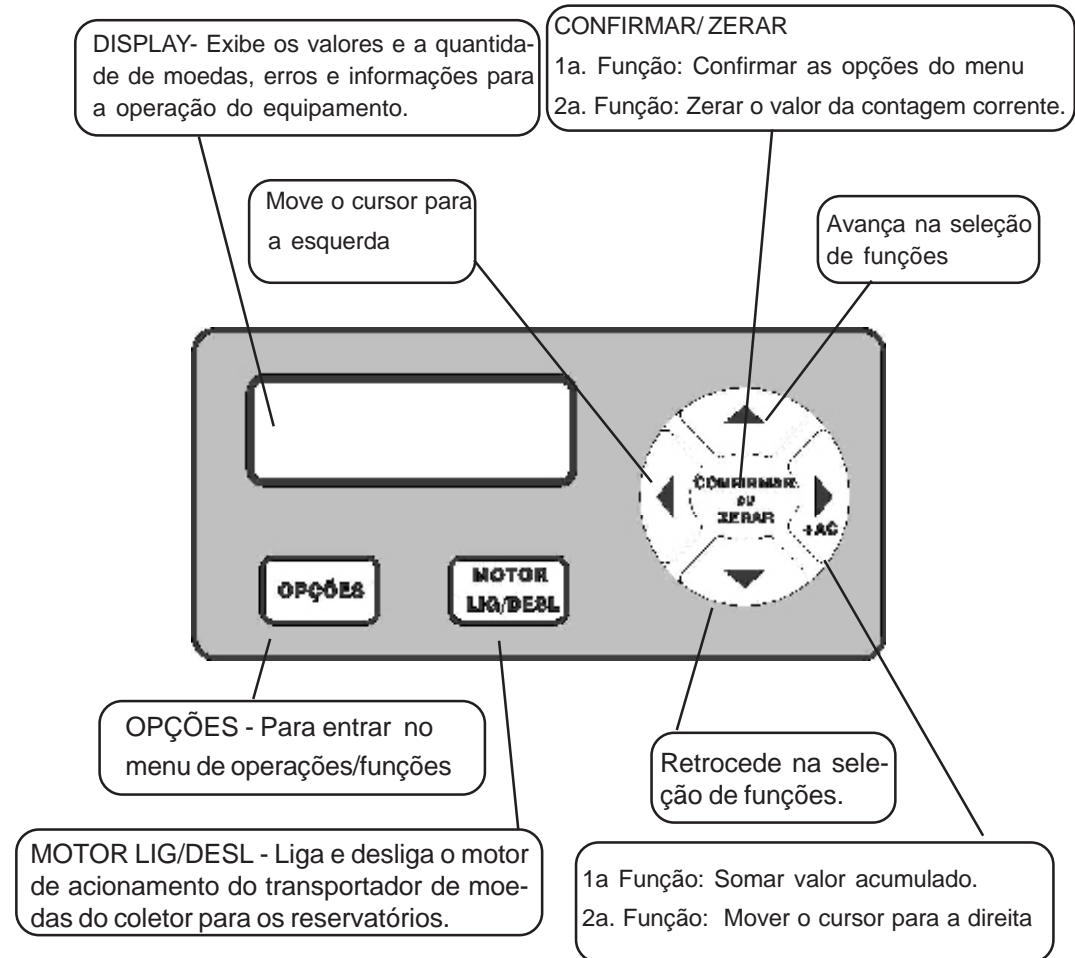 DISPLAY- Exibe os valores e a quantida-
de de moedas, erros e informações para
a operação do equipamento.
CONFIRMAR/ ZERAR
1a. Função: Confirmar as opções do menu
2a. Função: Zerar o valor da contagem corrente.
Move o cursor para
a esquerda
Avança na seleção
de funções
CONFIRMAR
OU
ZERAR
+AC
OPÇÕES
MOTOR
LIG/DESL
OPÇÕES - Para entrar no
menu de operações/funções
Retrocede na sele-
ção de funções.
MOTOR LIG/DESL - Liga e desliga o motor
de acionamento do transportador de moe-
das do coletor para os reservatórios.
1a Função: Somar valor acumulado.
2a. Função: Mover o cursor para a direita